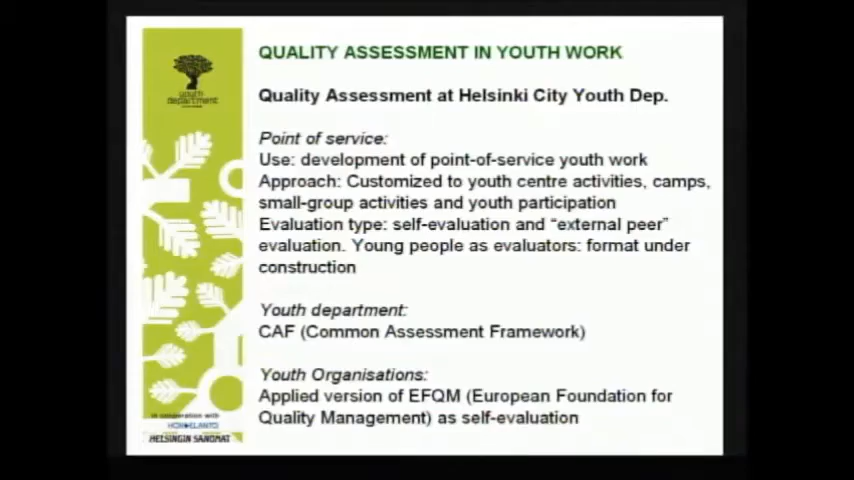 QUALITY ASSESSMENT IN YOUTH WORK
Quality Assessment at Helsinki City Youth Dep.
Point of service:
Use: development of point-of-service youth work
Approach: Customized to youth centre activities, camps,
small-group activities and youth participation
Evaluation type: self-evaluation and “external peer”
evaluation. Young people as evaluators: format under
construction
Youth department:
CAF (Common Assessment Framework)
Youth Organisations:
Applied version of EFQM (European Foundation for
Quality Management) as self-evaluation
youth
department
in cooperation with
HELSINGIN SANOMAT